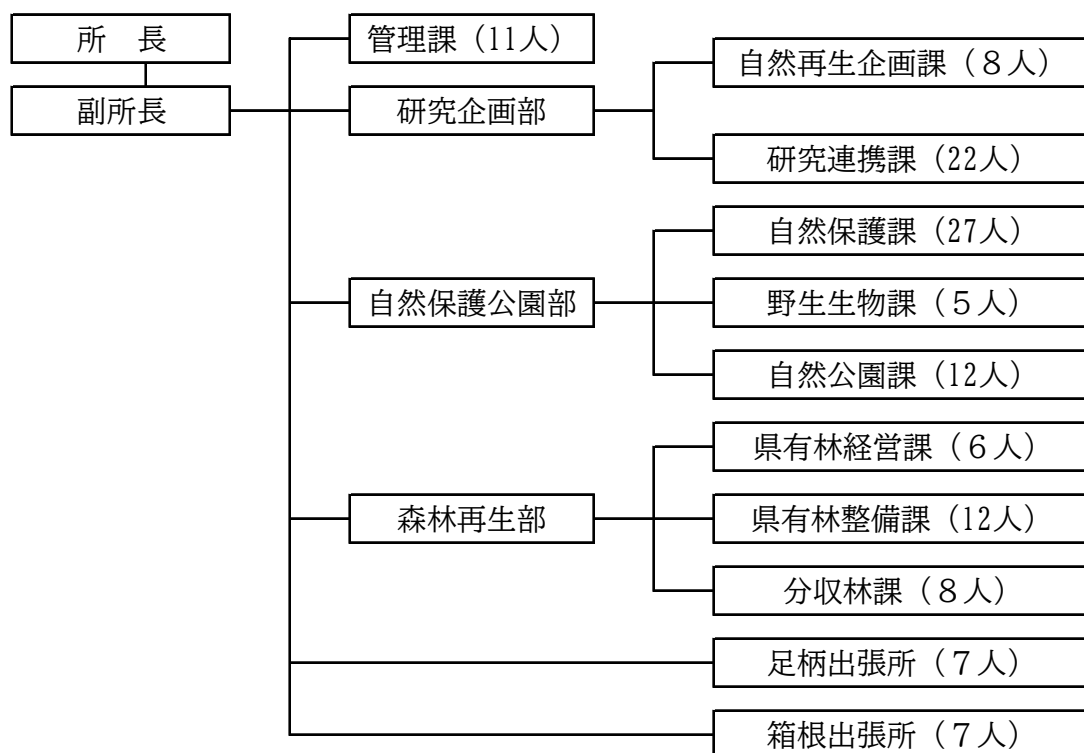 所　長
副所長
管理課（11人）
研究企画部
自然再生企画課（８人）
研究連携課（22人）
自然保護公園部
自然保護課（27人）
野生生物課（５人）
自然公園課（12人）
森林再生部
県有林経営課（６人）
県有林整備課（12人）
分収林課（８人）
足柄出張所（７人）
箱根出張所（７人）